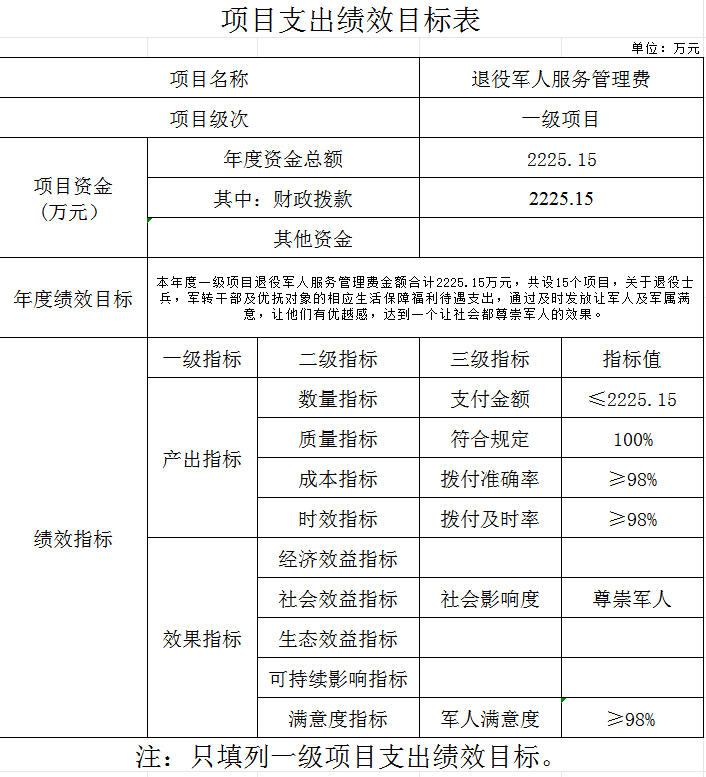 项目支出绩效目标表
单位：万元
项目名称 退役军人服务管理费
项目级次 一级项目
项目资金
(万元）
年度资金总额 2225.15
其中：财政拨款 2225.15
其他资金
年度绩效目标
本年度一级项目退役军人服务管理费金额合计2225.15万元，共设15个项目，关于退役士
兵，军转干部及优抚对象的相应生活保障福利待遇支出，通过及时发放让军人及军属满
意，让他们有优越感，达到一个让社会都尊崇军人的效果。
绩效指标
一级指标 二级指标 三级指标 指标值
产出指标
数量指标 支付金额 ≤2225.15
质量指标 符合规定 100%
成本指标 拨付准确率 ≥98%
时效指标 拨付及时率 ≥98%
效果指标
经济效益指标
社会效益指标 社会影响度 尊崇军人
生态效益指标
可持续影响指标
满意度指标 军人满意度 ≥98%
注：只填列一级项目支出绩效目标。